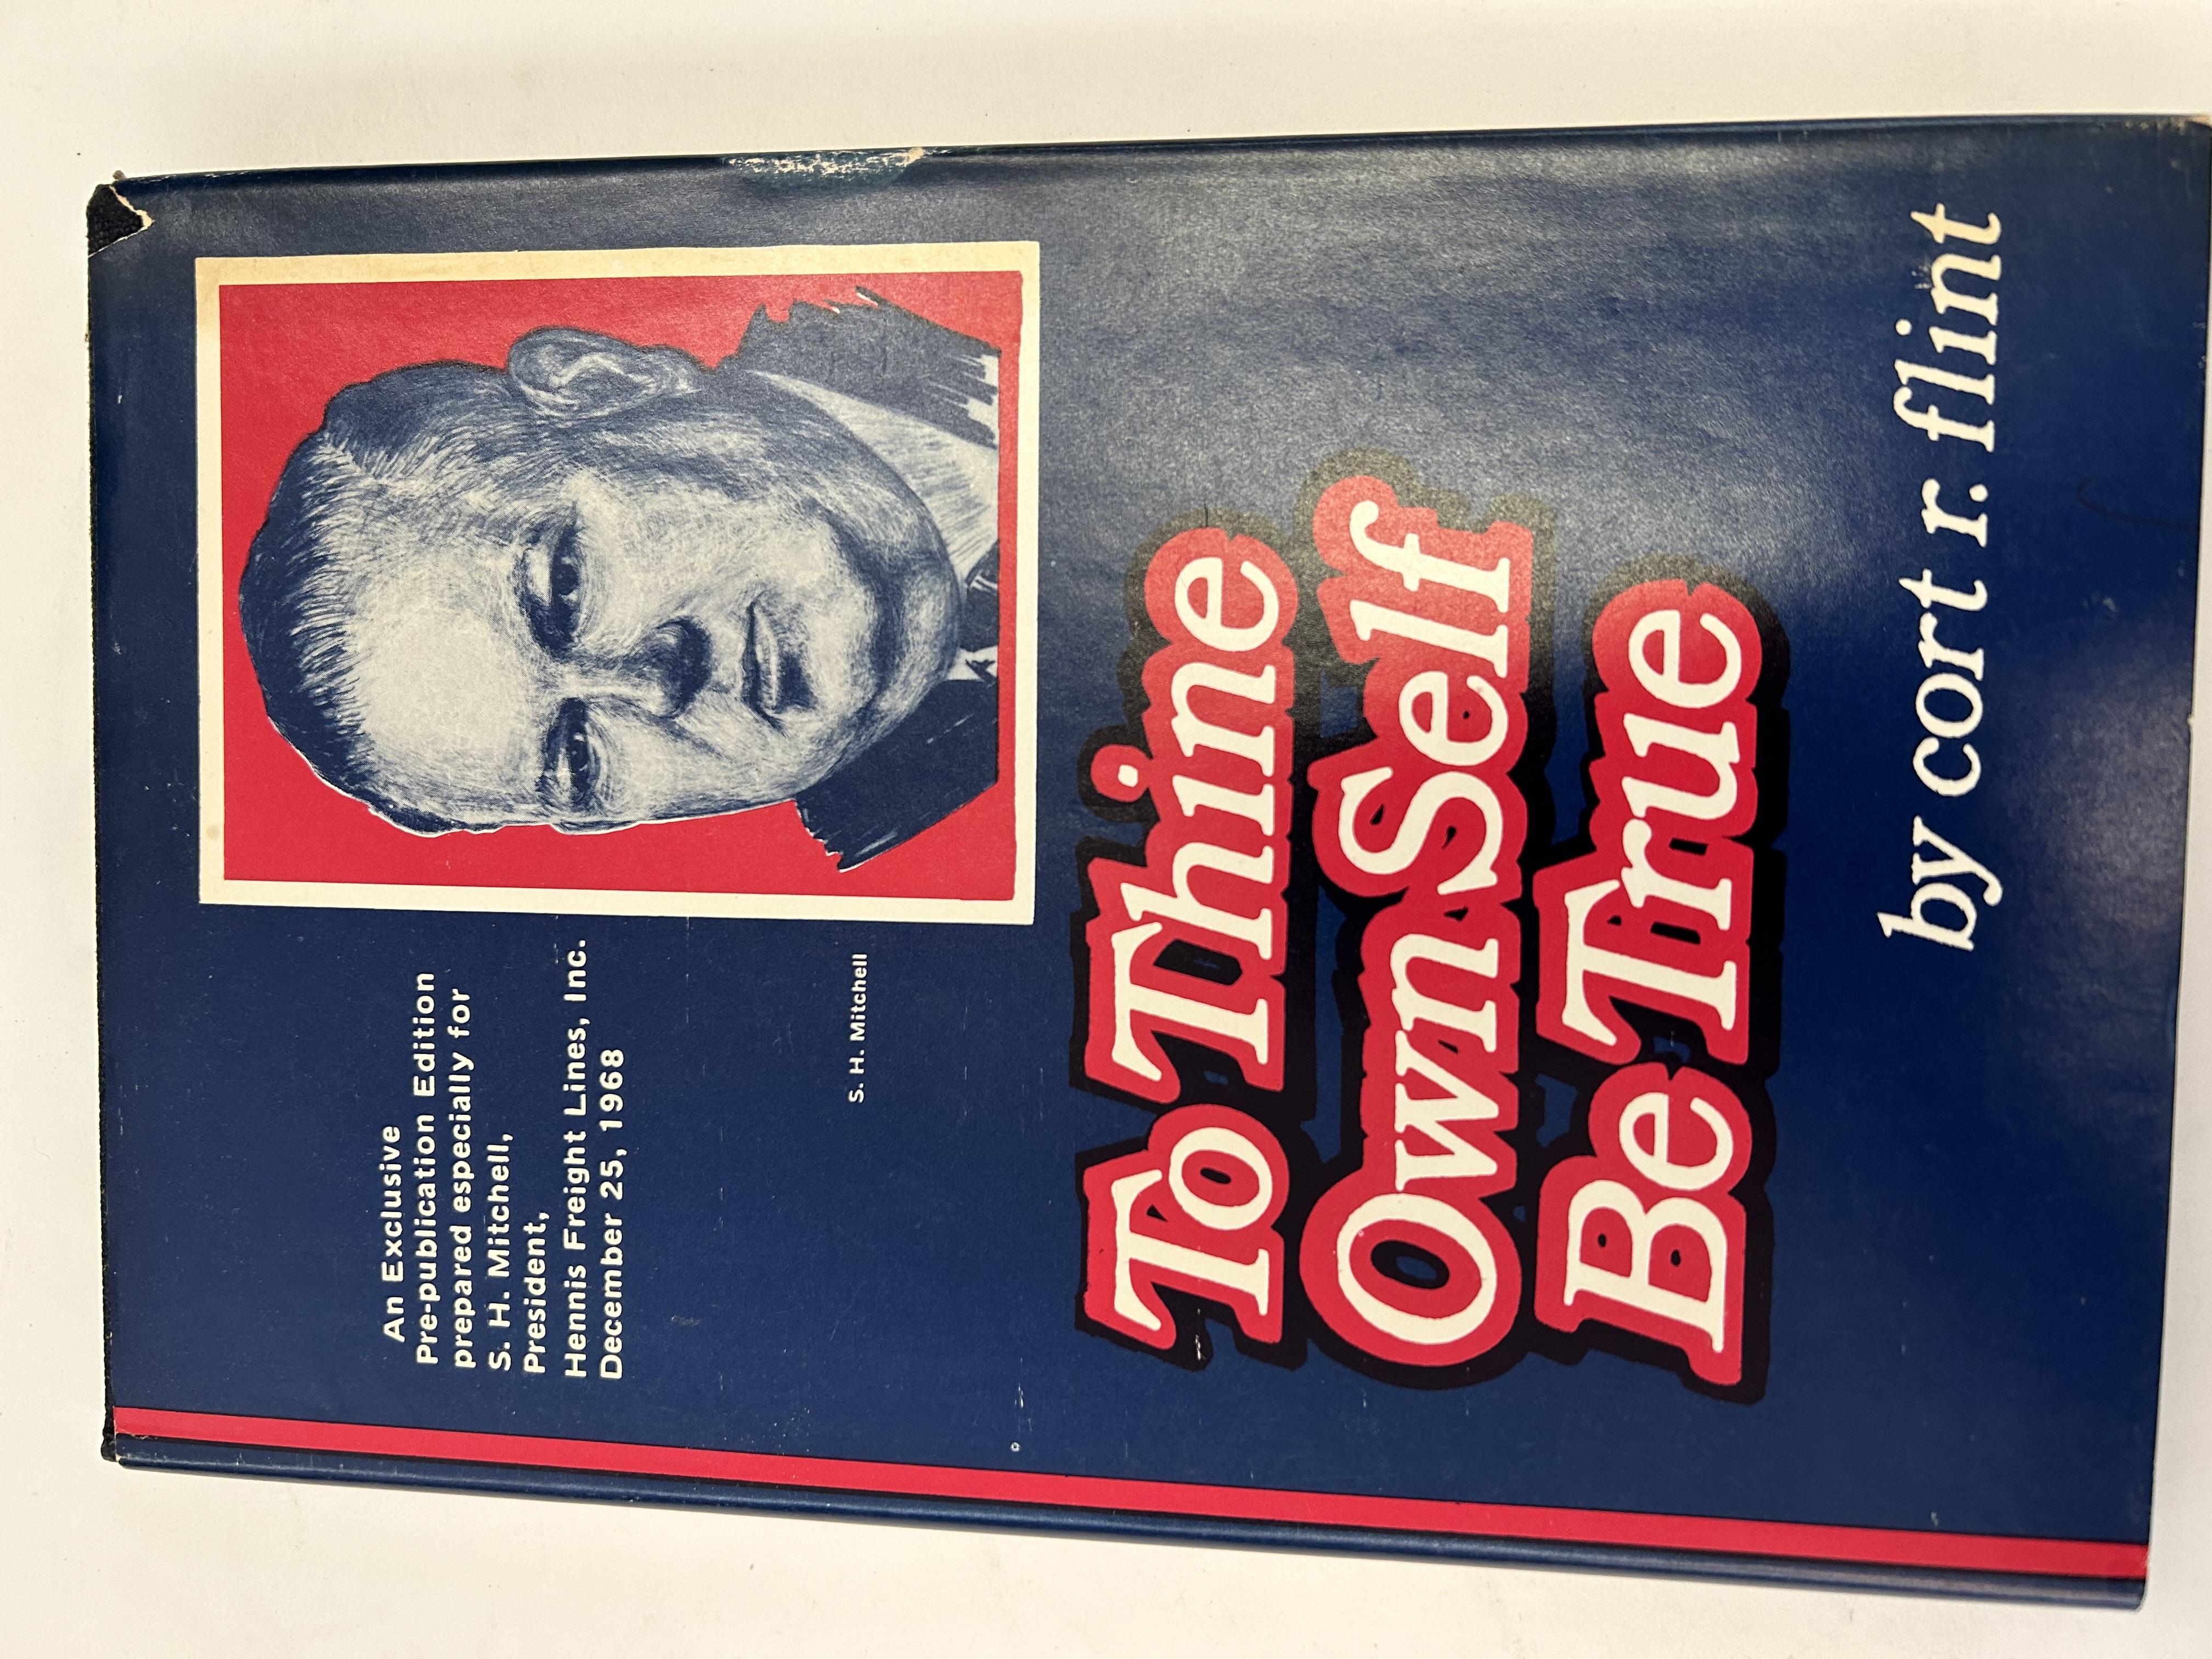 An Exclusive
Pre-publication Edition
prepared especially for
S. H. Mitchell,
President,
Hennis Freight Lines, Inc.
December 25, 1968
S. H. Mitchell
To Thine
Own Self
Be True
by cort r. flint